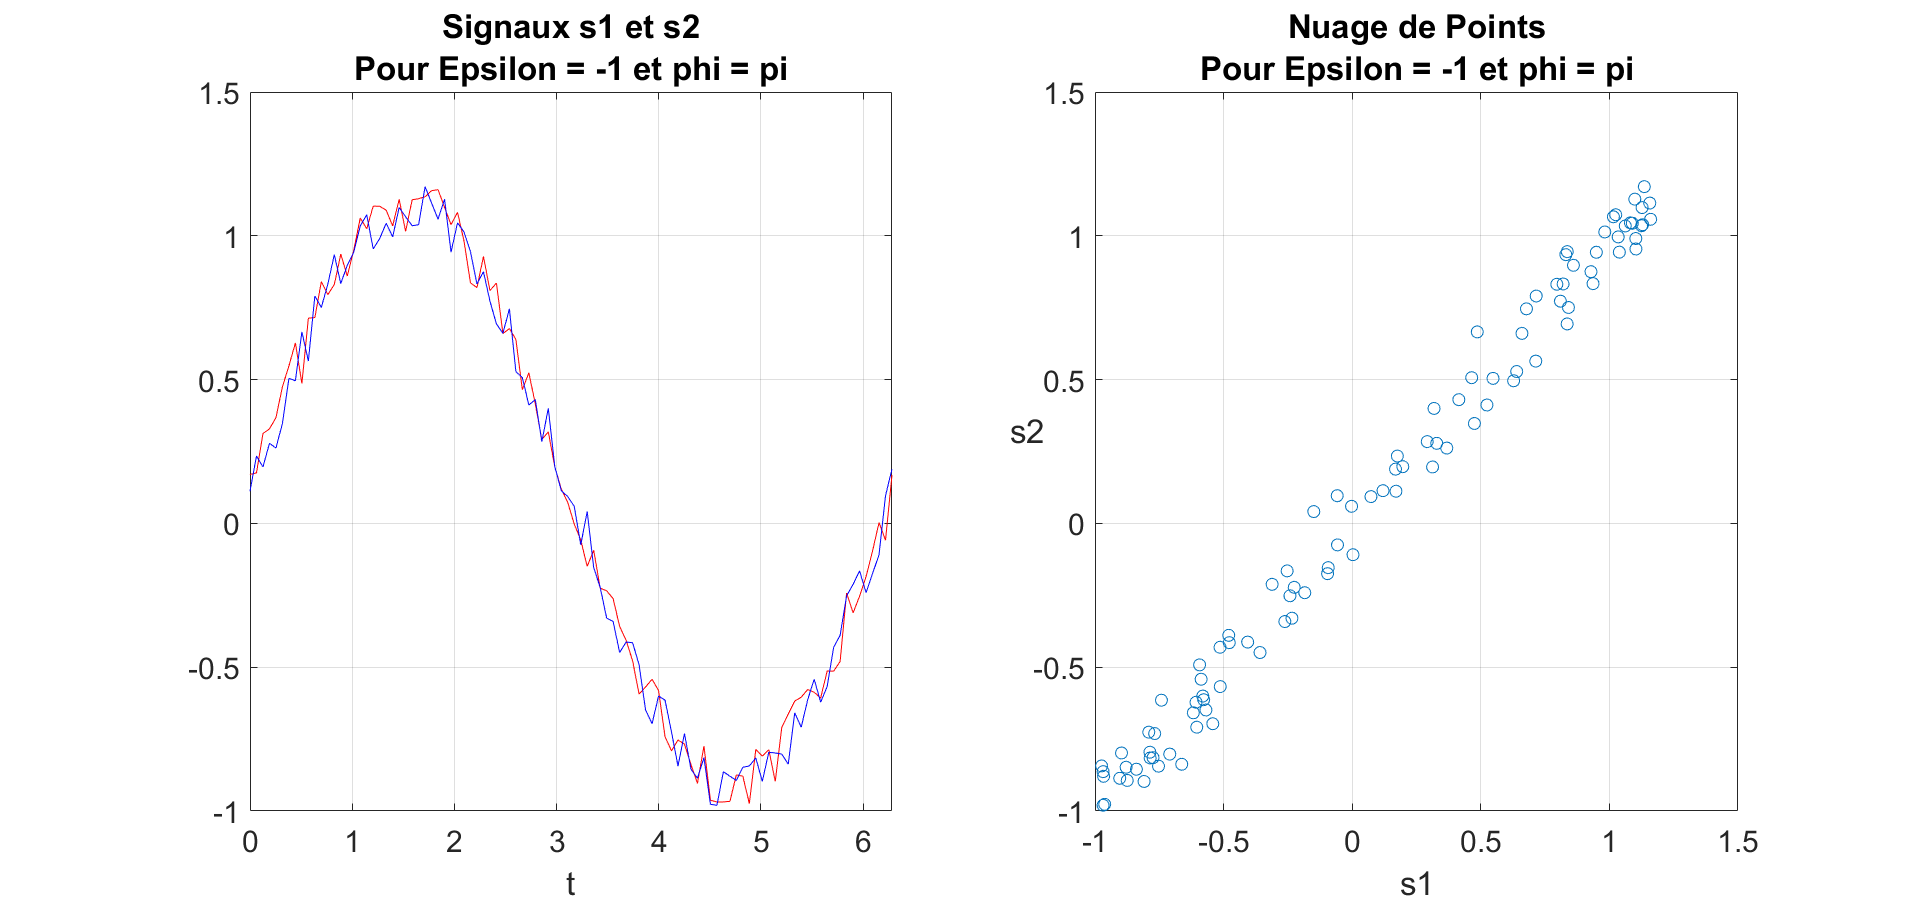 Signaux s1 et s2
Pour Epsilon = -1 et phi = pi
1.5
1
0.5
0
-0.5
-1
0 1 2 3 4 5 6
t
Nuage de Points
Pour Epsilon = -1 et phi = pi
1.5
1
0.5
s2
0
-0.5
-1
-1 -0.5 0 0.5 1 1.5
s1